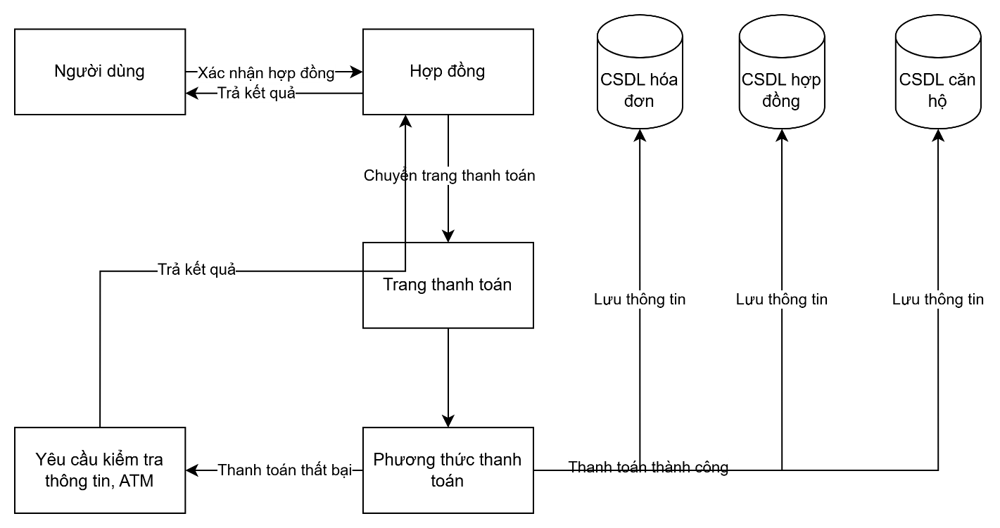 Người dùng
Xác nhận hợp đồng
Trả kết quả
Hợp đồng
CSDL hóa
đơn
CSDL hợp
đồng
CSDL căn
hộ
Chuyển trang thanh toán
Trả kết quả
Trang thanh toán
Lưu thông tin
Lưu thông tin
Lưu thông tin
Yêu cầu kiểm tra
thông tin, ATM
Thanh toán thất bại
Phương thức thanh
toán
Thanh toán thành công